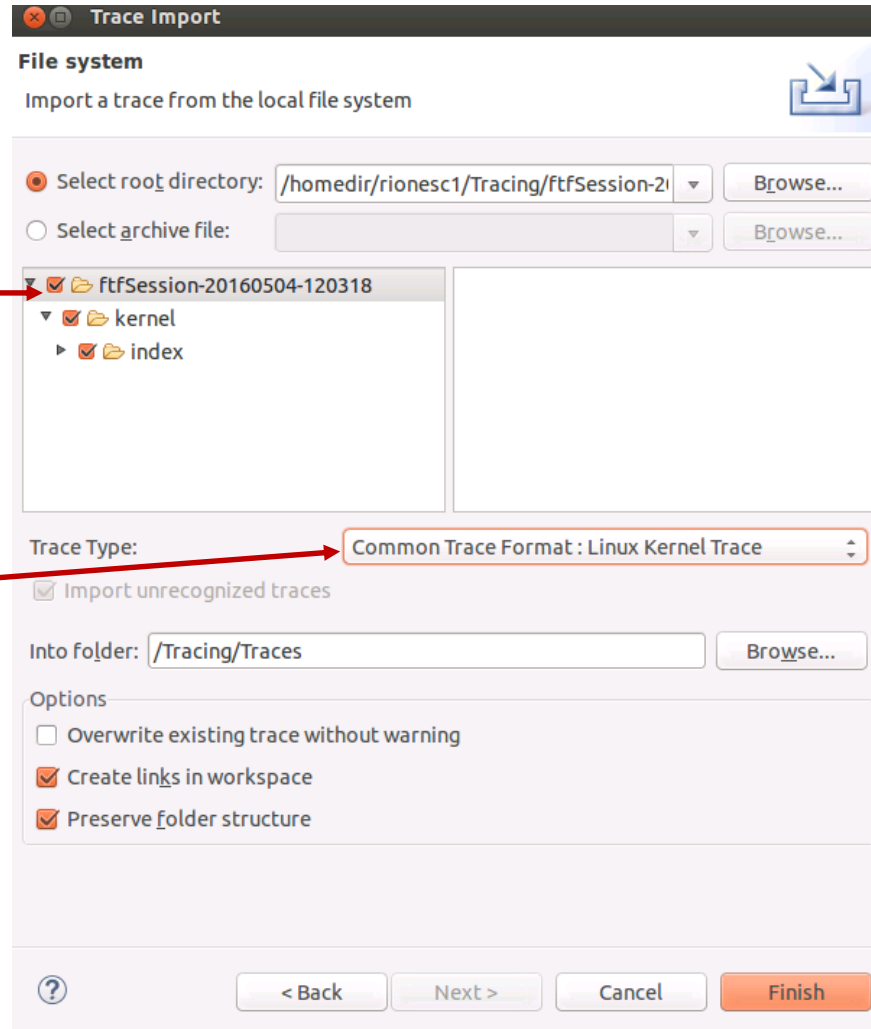 Trace Import
File system
Import a trace from the local file system
Select root directory: /homedir/rionesc1/Tracing/ftfSession-2 Browse...
Select archive file: Browse...
ftfSession-20160504-120318
kernel
index
Trace Type: Common Trace Format : Linux Kernel Trace
Import unrecognized traces
Into folder: /Tracing/Traces Browse...
Options
Overwrite existing trace without warning
Create links in workspace
Preserve folder structure
? < Back Next > Cancel Finish